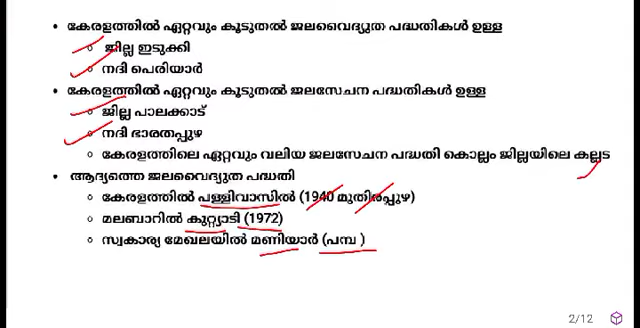 കേരളത്തിൽ ഏറ്റവും കൂടുതൽ ജലവൈദ്യുത പദ്ധതികൾ ഉള്ള
ജില്ല ഇടുക്കി
നദി പെരിയാർ
കേരളത്തിൽ ഏറ്റവും കൂടുതൽ ജലസേചന പദ്ധതികൾ ഉള്ള
ജില്ല പാലക്കാട്
നദി ഭാരതപ്പുഴ
കേരളത്തിലെ ഏറ്റവും വലിയ ജലസേചന പദ്ധതി കൊല്ലം ജില്ലയിലെ കല്ലട
ആദ്യത്തെ ജലവൈദ്യുത പദ്ധതി
കേരളത്തിൽ പള്ളിവാസിൽ (1940 മുതിരപ്പുഴ)
മലബാറിൽ കുറ്റ്യാടി (1972)
സ്വകാര്യ മേഖലയിൽ മണിയാർ (പമ്പ )
2/12